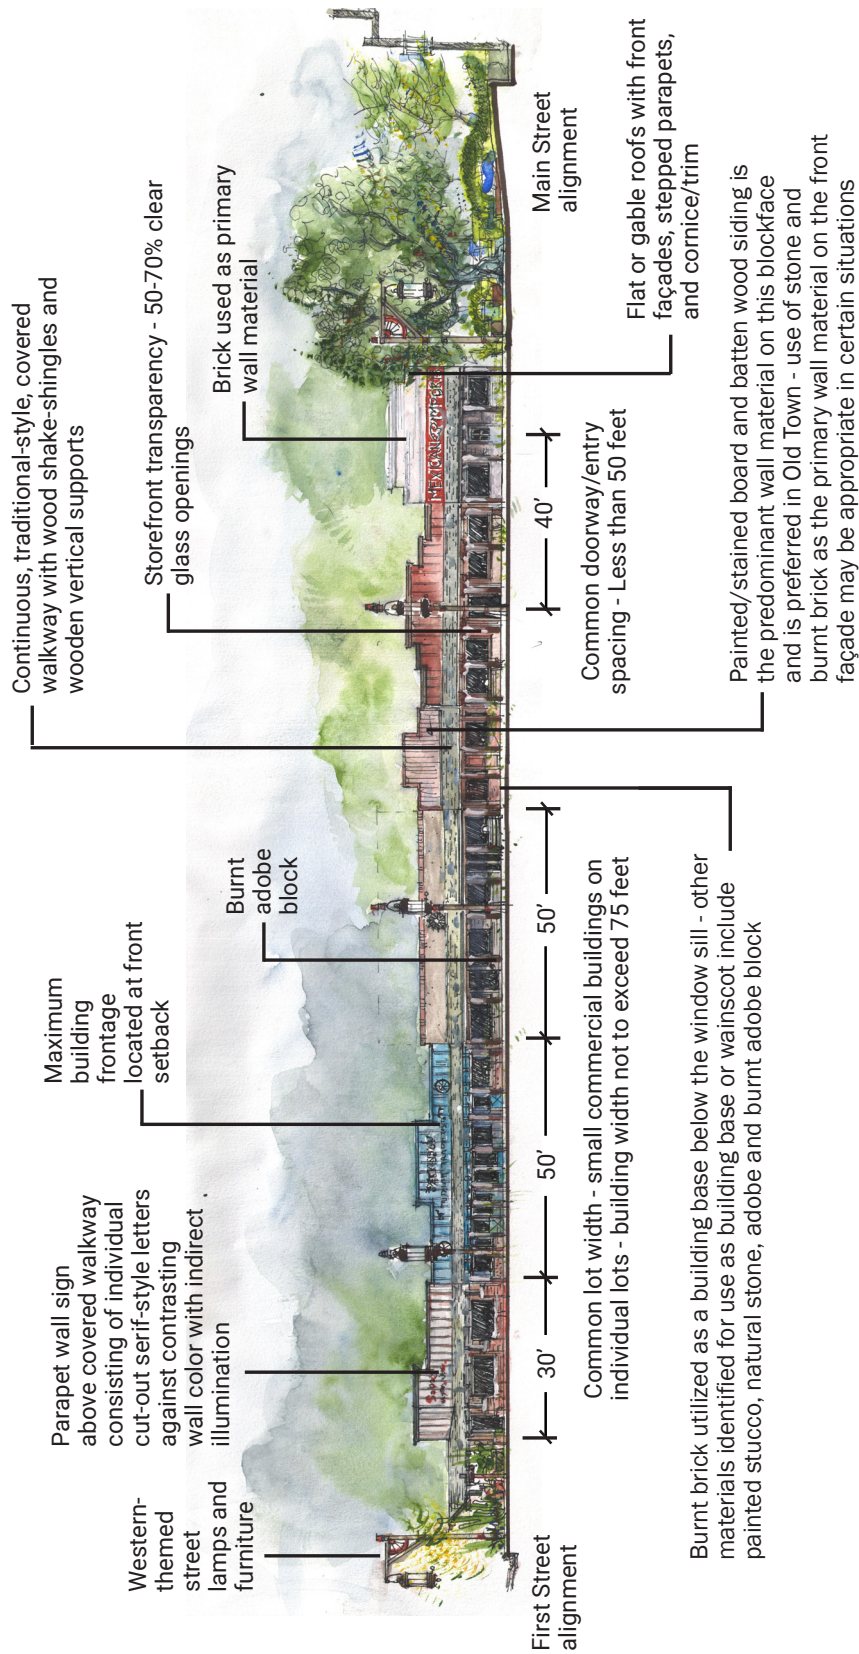 Western-
themed
street
lamps and
furniture
Parapet wall sign
above covered walkway
consisting of individual
cut-out serif-style letters
against contrasting
wall color with indirect
illumination
Maximum
building
frontage
located at front
setback
Burnt
adobe
block
Continuous, traditional-style, covered
walkway with wood shake-shingles and
wooden vertical supports
Storefront transparency - 50-70% clear
glass openings
Brick used as primary
wall material
MEXICAN IMPORTS
First Street
alignment
30’
50’
50’
40’
Main Street
alignment
Common lot width - small commercial buildings on
individual lots - building width not to exceed 75 feet
Common doorway/entry
spacing - Less than 50 feet
Flat or gable roofs with front
façades, stepped parapets,
and cornice/trim
Burnt brick utilized as a building base below the window sill - other
materials identified for use as building base or wainscot include
painted stucco, natural stone, adobe and burnt adobe block
Painted/stained board and batten wood siding is
the predominant wall material on this blockface
and is preferred in Old Town - use of stone and
burnt brick as the primary wall material on the front
façade may be appropriate in certain situations